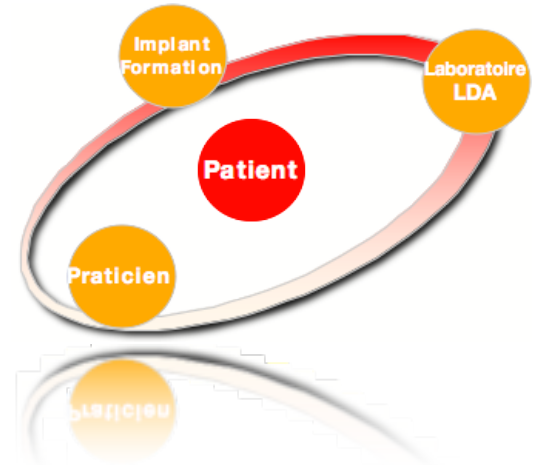 Implant
Formation
Laboratoire
LDA
Patient
Praticien